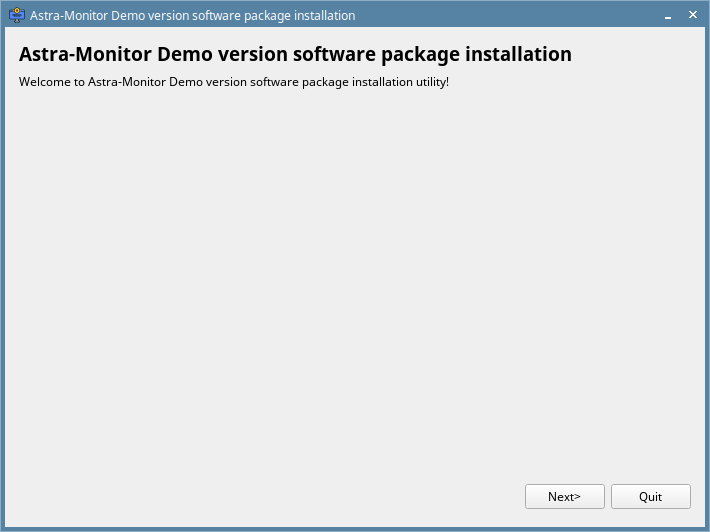 Astra-Monitor Demo version software package installation
Astra-Monitor Demo version software package installation
Welcome to Astra-Monitor Demo version software package installation utility!
Next>
Quit